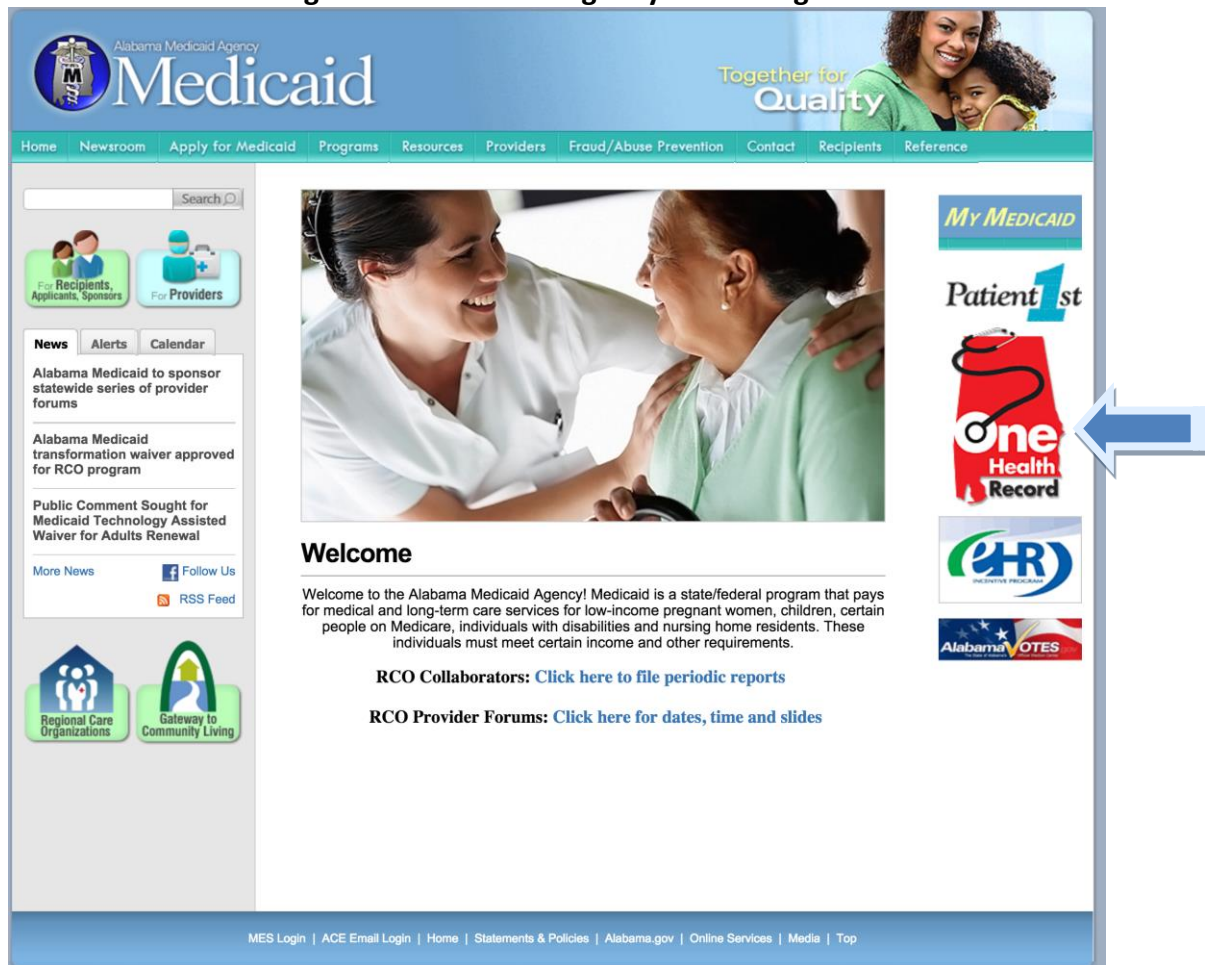 Alabama Medicaid Agency
Medicaid
Together for
Quality
Home Newsroom Apply for Medicaid Programs Resources Providers Fraud/Abuse Prevention Contact Recipients Reference
Search
For Recipients,
Applicants, Sponsors
For Providers
News Alerts Calendar
Alabama Medicaid to sponsor
statewide series of provider
forums
Alabama Medicaid
transformation waiver approved
for RCO program
Public Comment Sought for
Medicaid Technology Assisted
Waiver for Adults Renewal
More News
Follow Us
RSS Feed
Regional Care
Organizations
Gateway to
Community Living
Welcome
Welcome to the Alabama Medicaid Agency! Medicaid is a state/federal program that pays
for medical and long-term care services for low-income pregnant women, children, certain
people on Medicare, individuals with disabilities and nursing home residents. These
individuals must meet certain income and other requirements.
RCO Collaborators: Click here to file periodic reports
RCO Provider Forums: Click here for dates, time and slides
MY MEDICAID
Patient 1st
One
Health
Record
eHR
INCENTIVE PROGRAM
Alabama VOTES.gov
MES Login | ACE Email Login | Home | Statements & Policies | Alabama.gov | Online Services | Media | Top